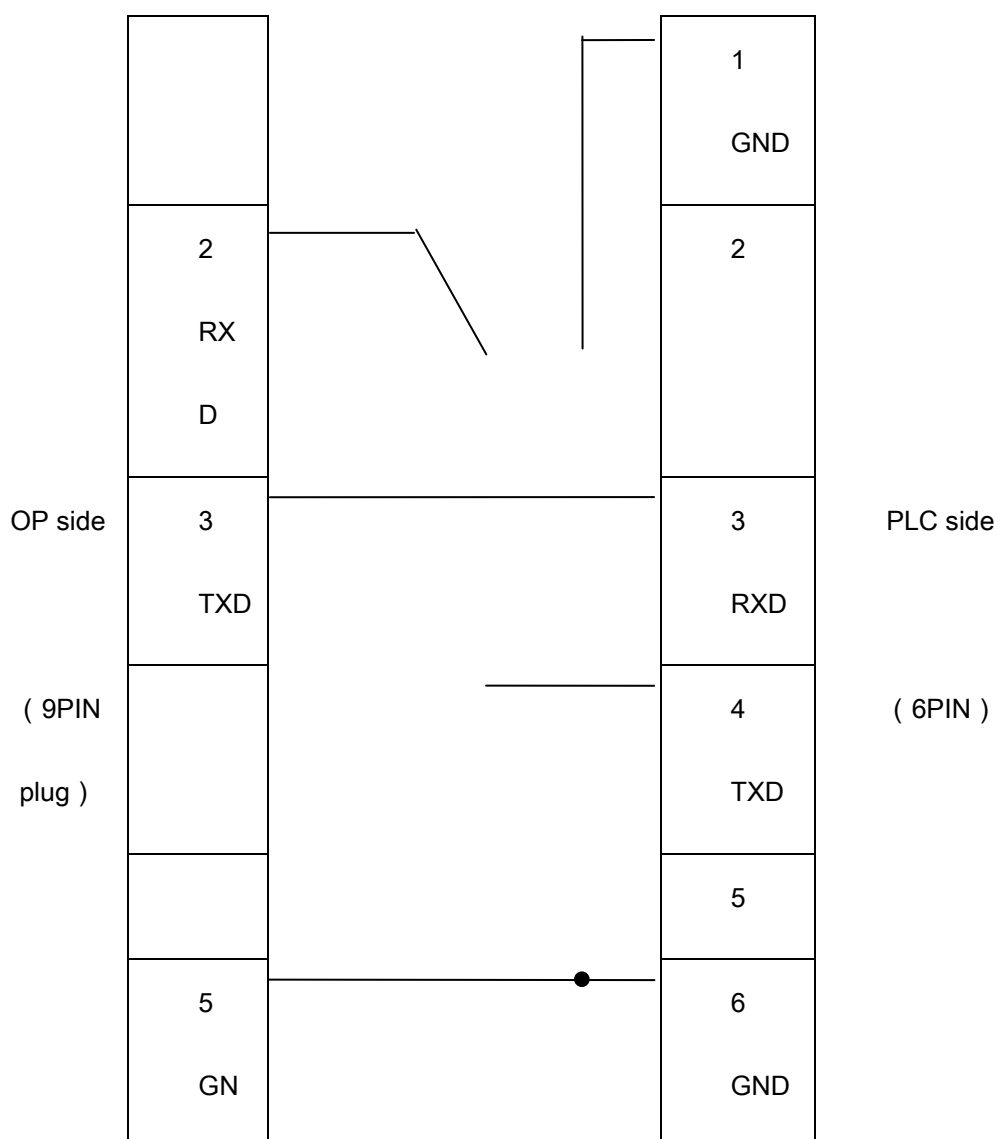 1
GND
2
RX
D
2
OP side
3
TXD
3
RXD
PLC side
( 9PIN
plug )
4
TXD
( 6PIN )
5
5
GN
6
GND